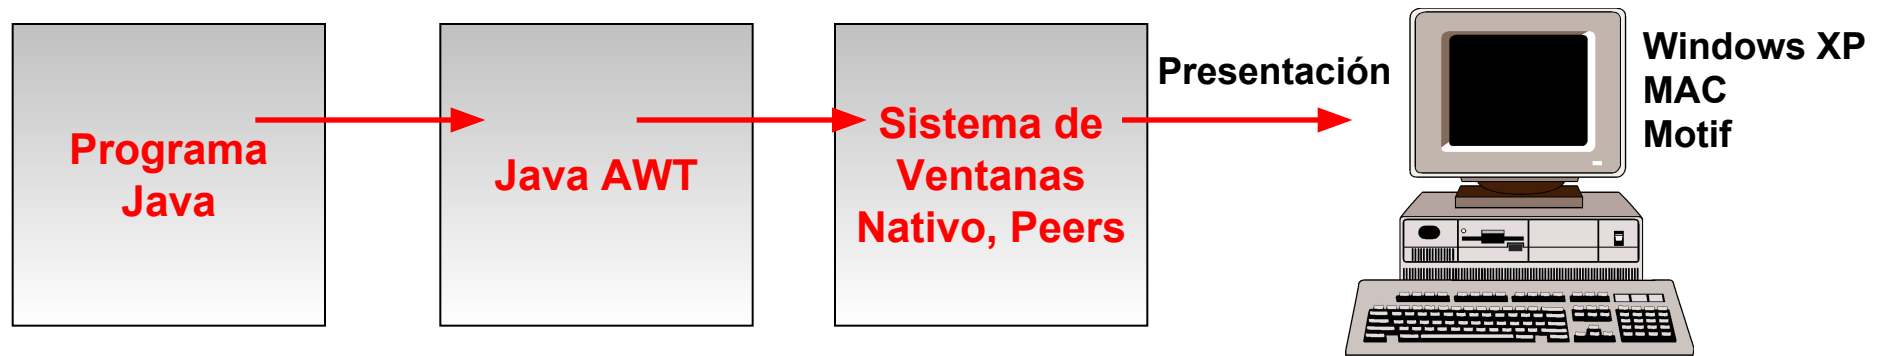 Programa
Java
Java AWT
Sistema de
Ventanas
Nativo, Peers
Presentación
Windows XP
MAC
Motif